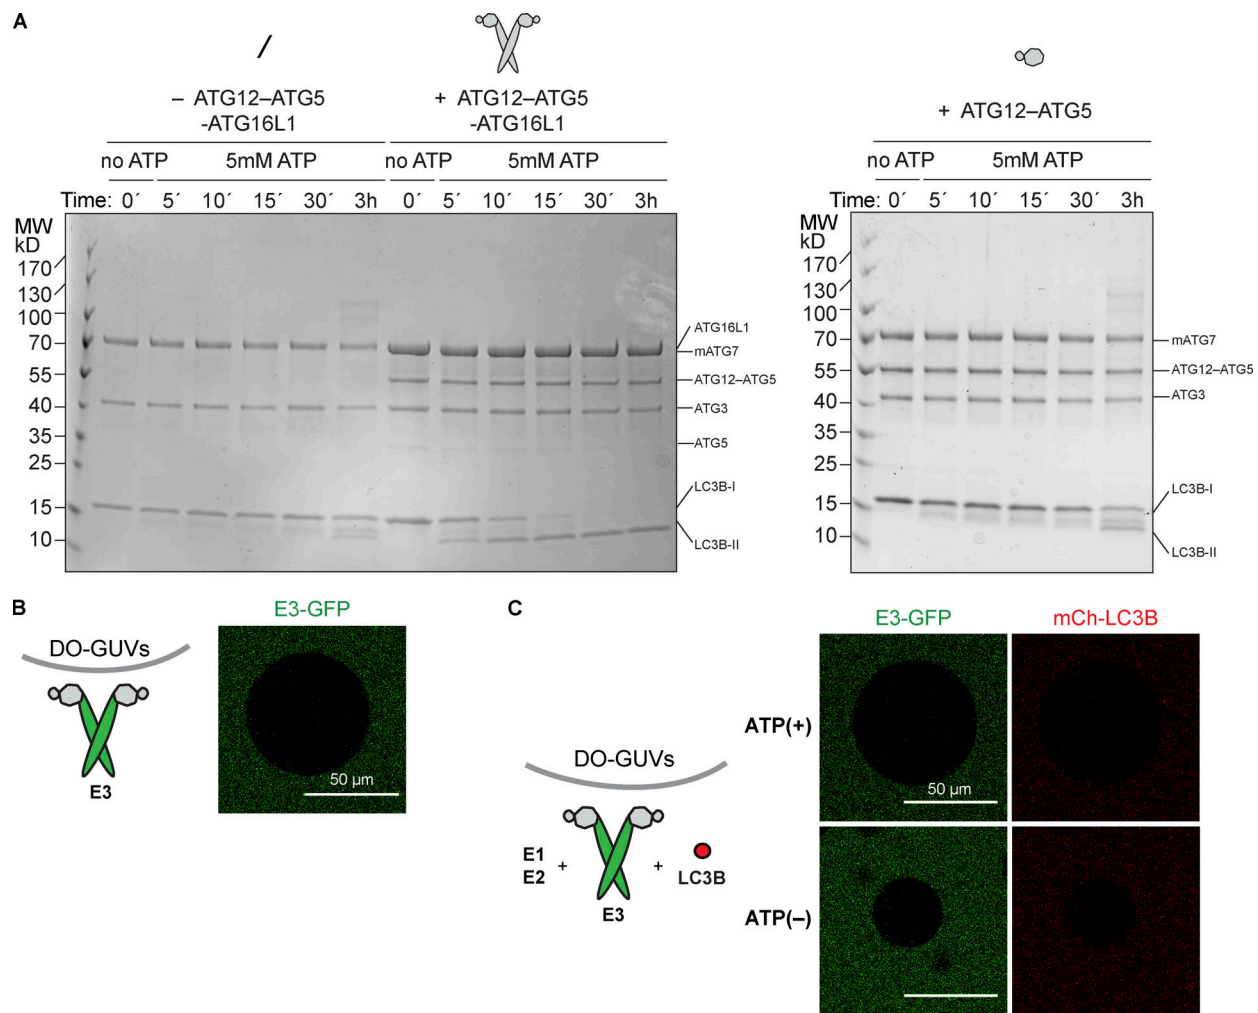 A
/
– ATG12–ATG5
-ATG16L1
+ ATG12–ATG5
-ATG16L1
no ATP 5mM ATP no ATP 5mM ATP
Time: 0´ 5´ 10´ 15´ 30´ 3h 0´ 5´ 10´ 15´ 30´ 3h
MW
kD
170
130
100
70
55
40
35
25
15
10
ATG16L1
mATG7
ATG12–ATG5
ATG3
ATG5
LC3B-I
LC3B-II
+ ATG12–ATG5
no ATP 5mM ATP
Time: 0´ 5´ 10´ 15´ 30´ 3h
MW
kD
170
130
100
70
55
40
35
25
15
10
mATG7
ATG12–ATG5
ATG3
LC3B-I
LC3B-II
B
E3-GFP
DO-GUVs
E3
50 µm
C
E3-GFP mCh-LC3B
ATP(+)
50 µm
DO-GUVs
E1
E2
+
+
LC3B
E3
ATP(–)